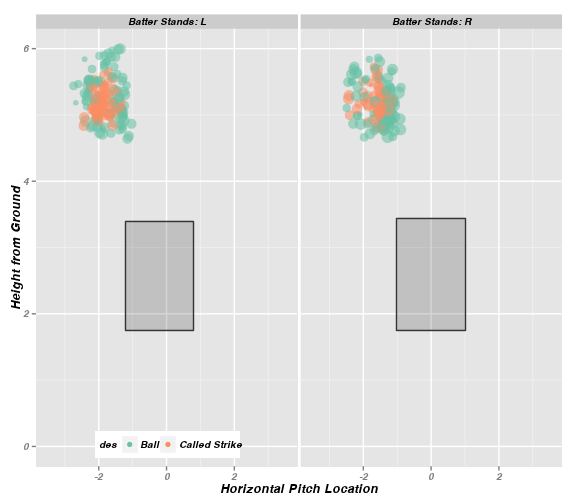 Batter Stands: L
Batter Stands: R
Height from Ground
6
4
2
0
des Ball Called Strike
-2 0 2 -2 0 2
Horizontal Pitch Location